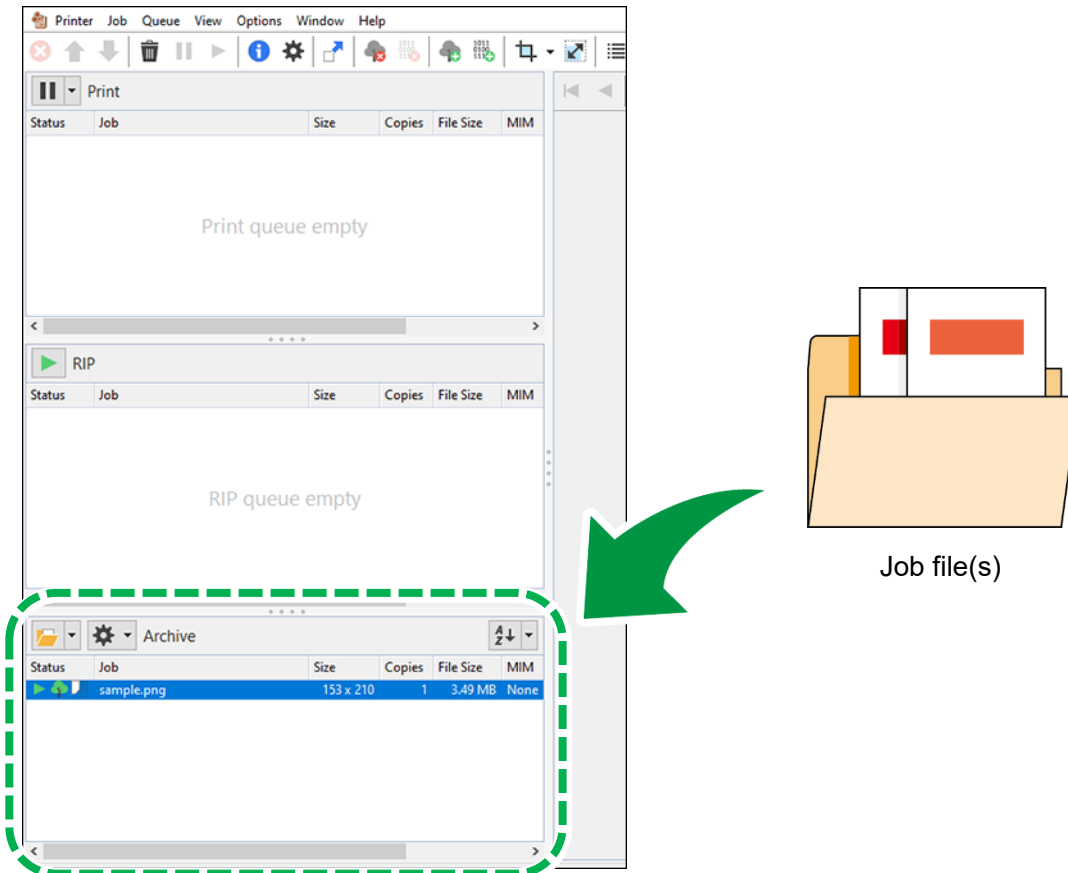 Printer Job Queue View Options Window Help
Print
Status Job Size Copies File Size MIM
Print queue empty
RIP
Status Job Size Copies File Size MIM
RIP queue empty
Job file(s)
Archive
Status Job Size Copies File Size MIM
sample.png 153 x 210 1 3.49 MB None